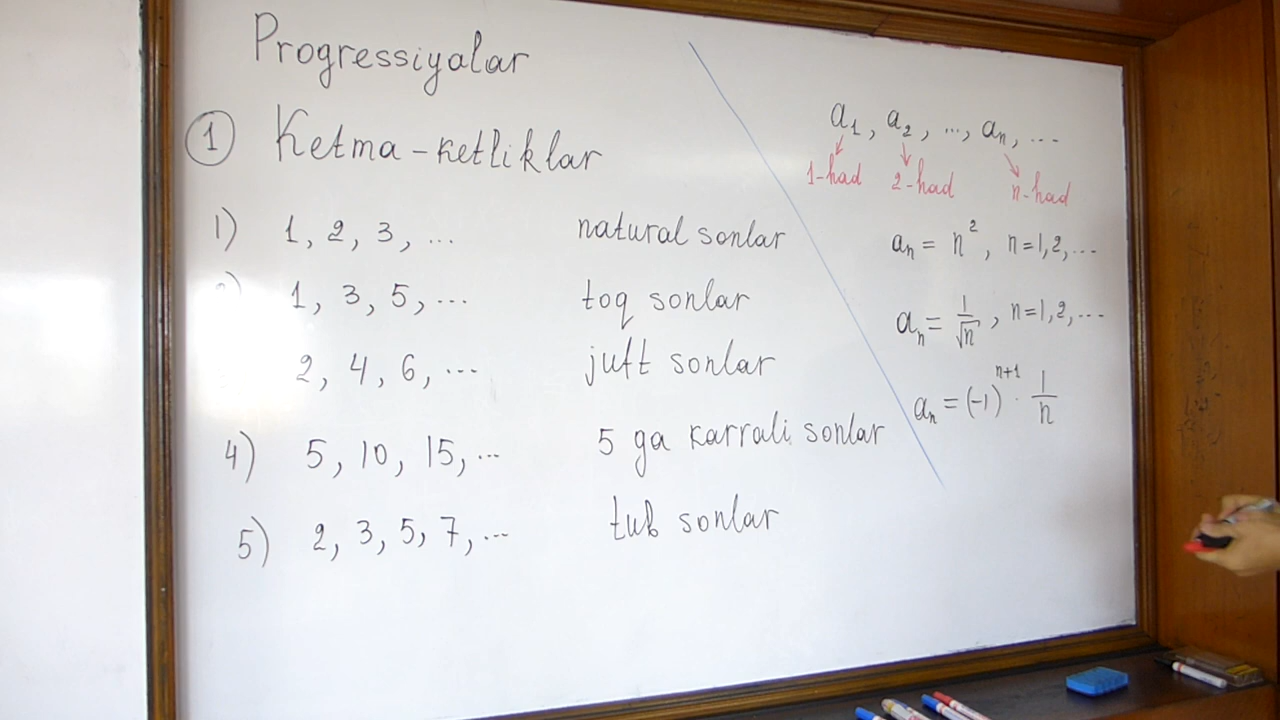 Progressiyalar
① Ketma-ketliklar
1) 1, 2, 3, ... natural sonlar
2) 1, 3, 5, ... toq sonlar
2, 4, 6, ... juft sonlar
4) 5, 10, 15, ... 5 ga karrali sonlar
5) 2, 3, 5, 7, ... tub sonlar
a₁, a₂, ..., aₙ, ...
1-had 2-had n-had
aₙ = n², n=1,2,...
aₙ = 1/√n, n=1,2,...
aₙ = (-1)ⁿ⁺¹ · 1/n